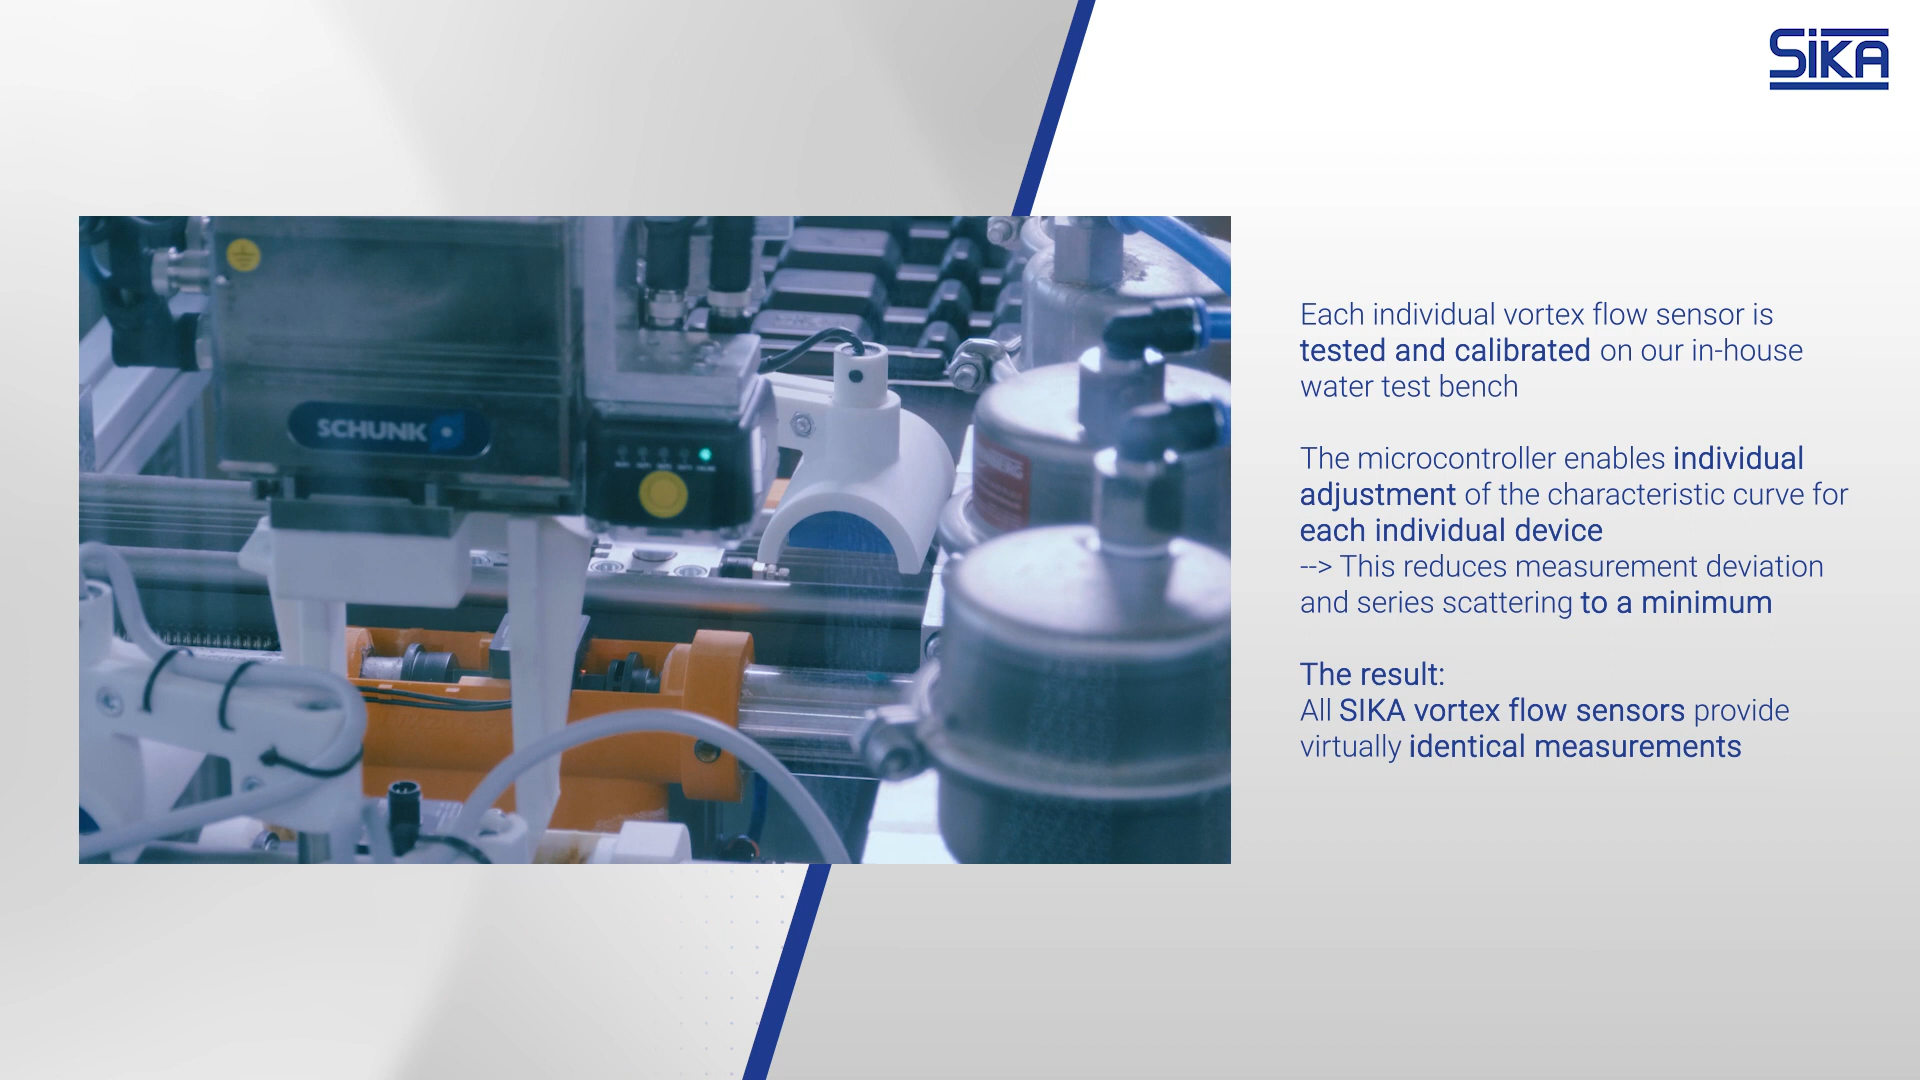 SiKA
SCHUNK
Each individual vortex flow sensor is
tested and calibrated on our in-house
water test bench
The microcontroller enables individual
adjustment of the characteristic curve for
each individual device
--> This reduces measurement deviation
and series scattering to a minimum
The result:
All SIKA vortex flow sensors provide
virtually identical measurements